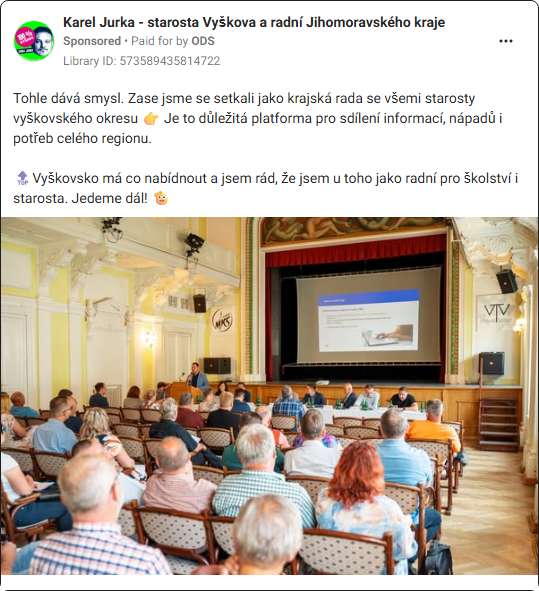 Karel Jurka - starosta Vyškova a radní Jihomoravského kraje
Sponsored • Paid for by ODS
Library ID: 573589435814722
Tohle dává smysl. Zase jsme se setkali jako krajská rada se všemi starosty
vyškovského okresu 👉 Je to důležitá platforma pro sdílení informací, nápadů i
potřeb celého regionu.
🔝 Vyškovsko má co nabídnout a jsem rád, že jsem u toho jako radní pro školství i
starosta. Jedeme dál! 🫡
MKS
VTV